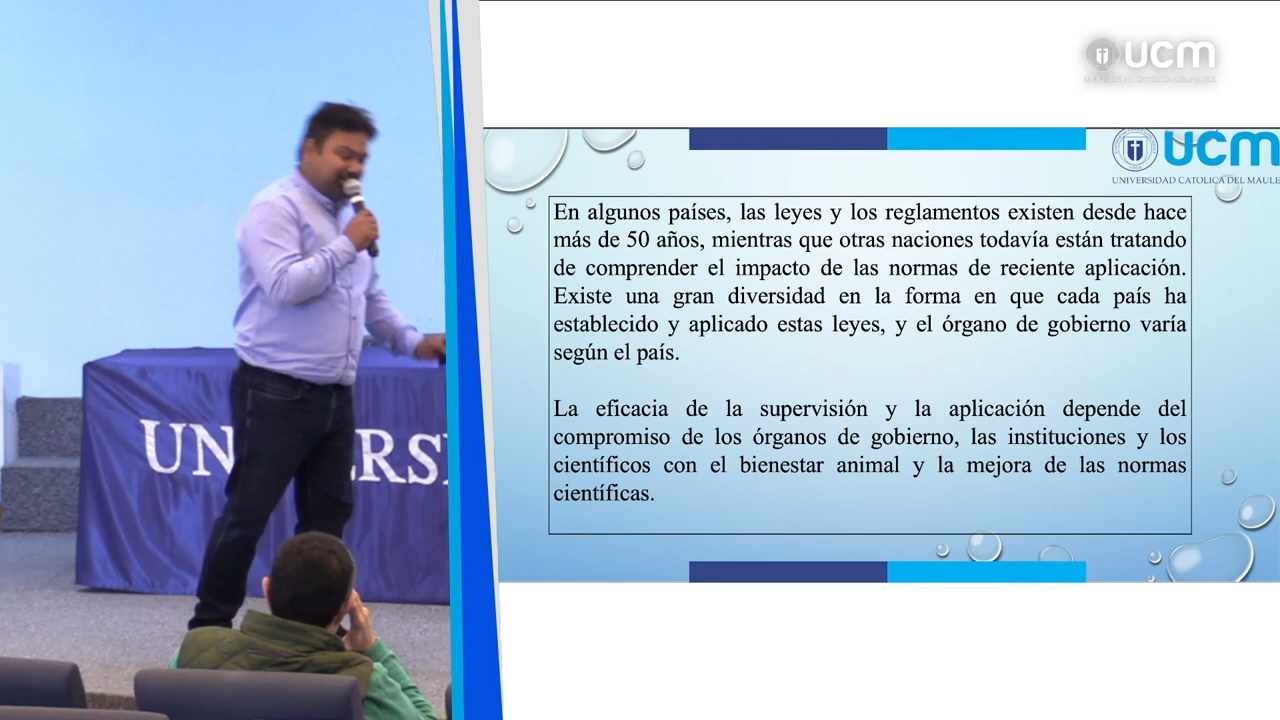 ucm
ucm
UNIVERSIDAD CATOLICA DEL MAULE
En algunos países, las leyes y los reglamentos existen desde hace
más de 50 años, mientras que otras naciones todavía están tratando
de comprender el impacto de las normas de reciente aplicación.
Existe una gran diversidad en la forma en que cada país ha
establecido y aplicado estas leyes, y el órgano de gobierno varía
según el país.
La eficacia de la supervisión y la aplicación depende del
compromiso de los órganos de gobierno, las instituciones y los
científicos con el bienestar animal y la mejora de las normas
científicas.
UN ERS